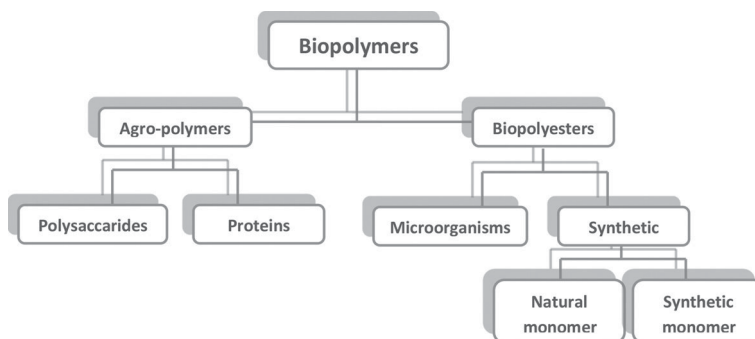 Biopolymers
Agro-polymers
Biopolyesters
Polysaccarides
Proteins
Microorganisms
Synthetic
Natural
monomer
Synthetic
monomer